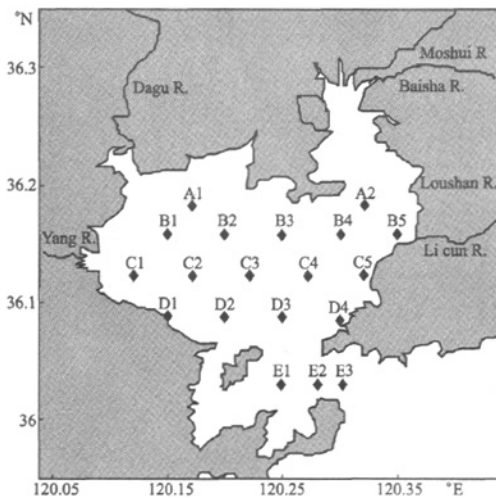 °N
Moshui R
36.3
Dagu R.
Baisha R.
36.2
A1 A2
Loushan R.
B1 B2 B3 B4 B5
Yang R.
Li cun R.
C1 C2 C3 C4 C5
36.1
D1 D2 D3 D4
E1 E2 E3
36
120.05 120.15 120.25 120.35 °E